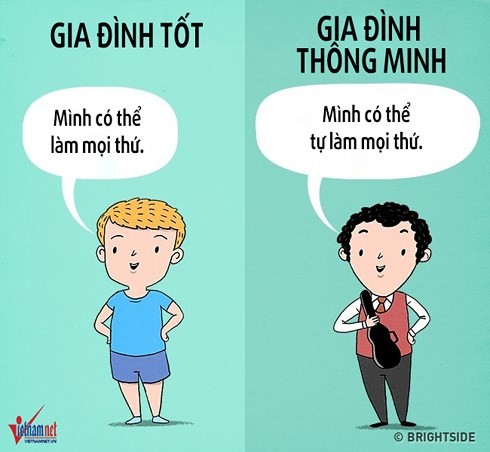 GIA ĐÌNH TỐT
Mình có thể
làm mọi thứ.
GIA ĐÌNH
THÔNG MINH
Mình có thể
tự làm mọi thứ.
Vietnamnet
VIETNAMNET.VN
© BRIGHTSIDE